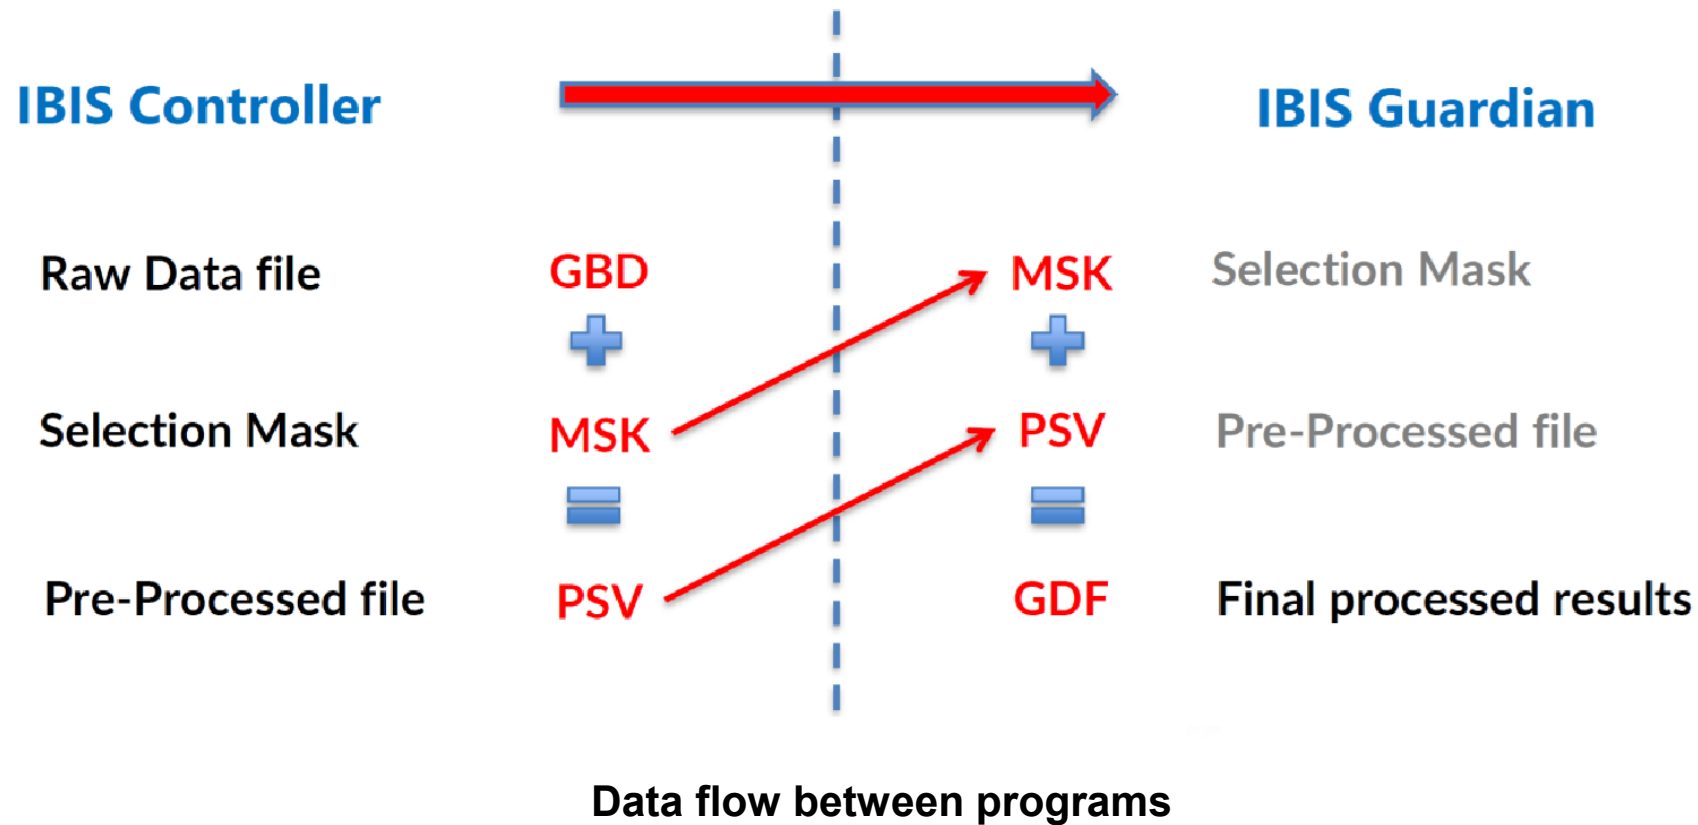 IBIS Controller
IBIS Guardian
Raw Data file GBD MSK Selection Mask
Selection Mask MSK PSV Pre-Processed file
Pre-Processed file PSV GDF Final processed results
Data flow between programs